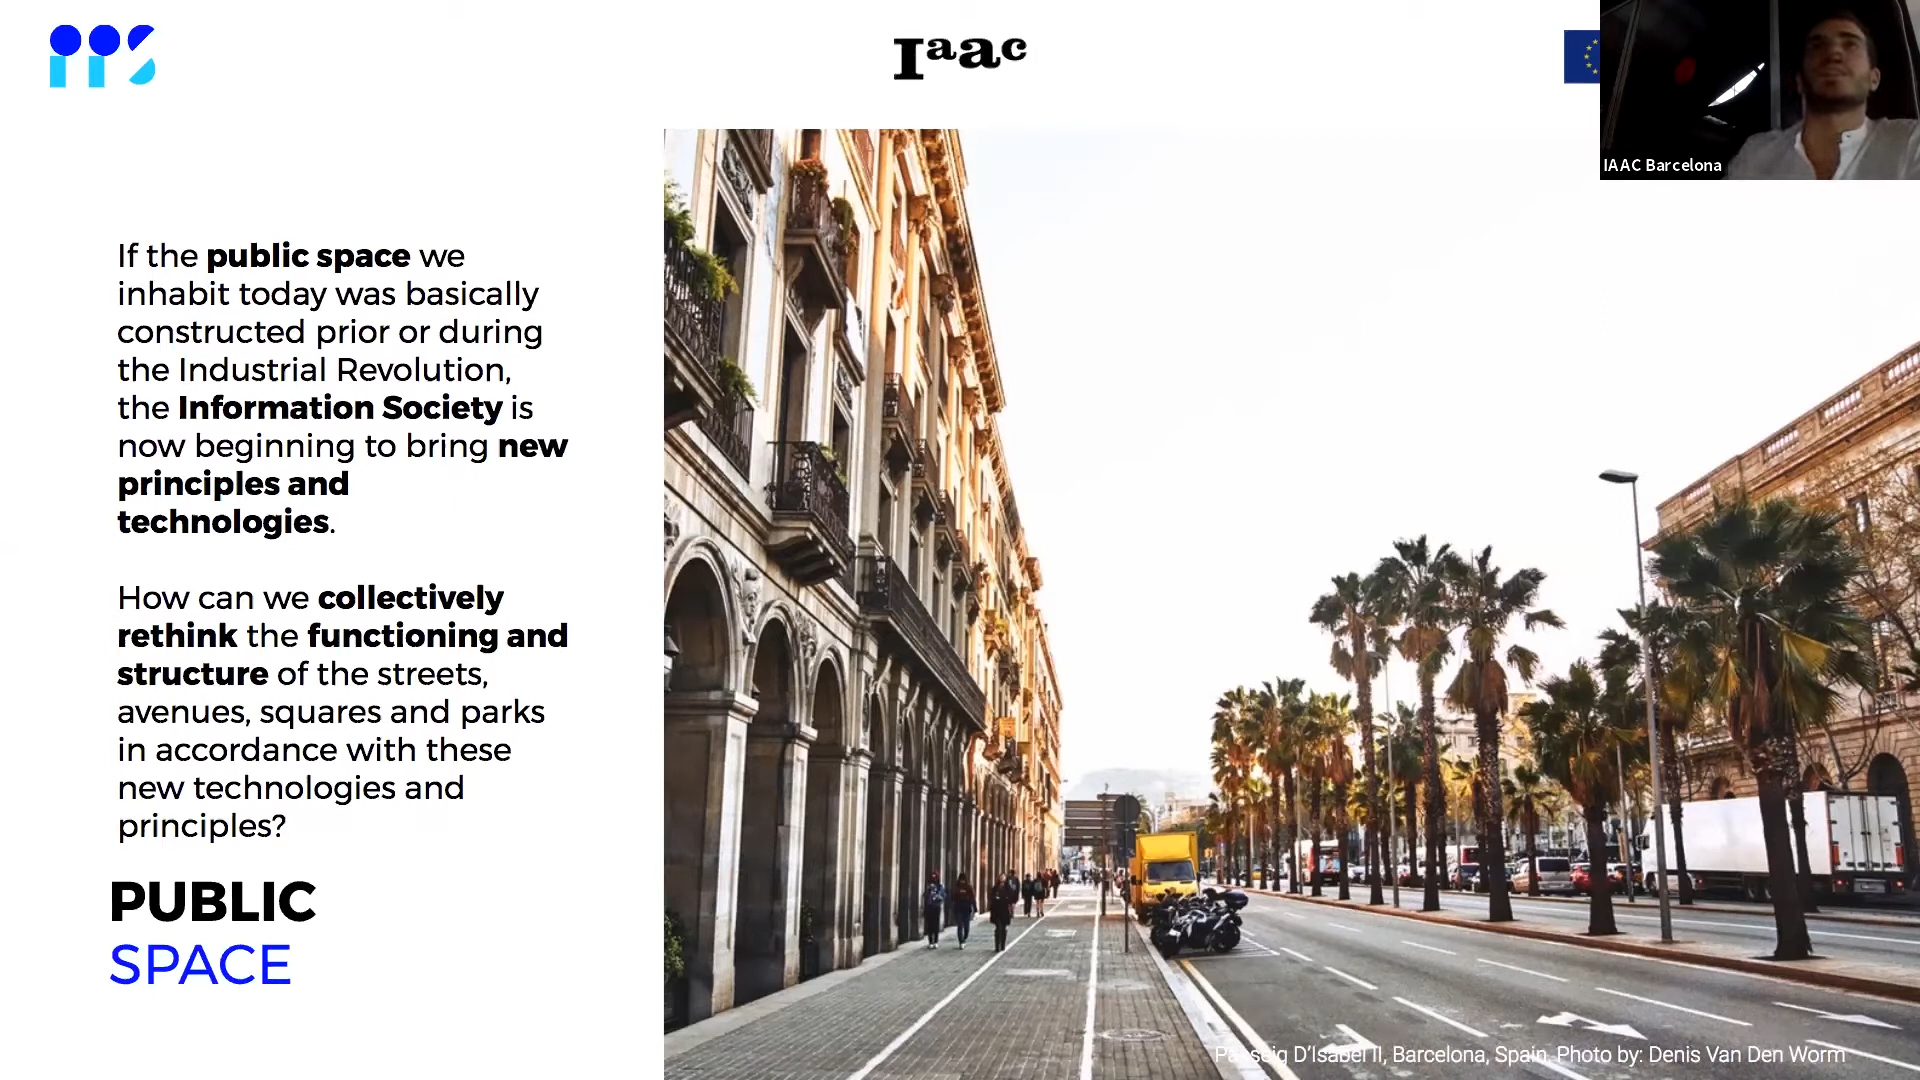 PPS
Iaac
IAAC Barcelona
If the public space we
inhabit today was basically
constructed prior or during
the Industrial Revolution,
the Information Society is
now beginning to bring new
principles and
technologies.
How can we collectively
rethink the functioning and
structure of the streets,
avenues, squares and parks
in accordance with these
new technologies and
principles?
PUBLIC
SPACE
Passeig D'Isabel II, Barcelona, Spain. Photo by: Denis Van Den Worm